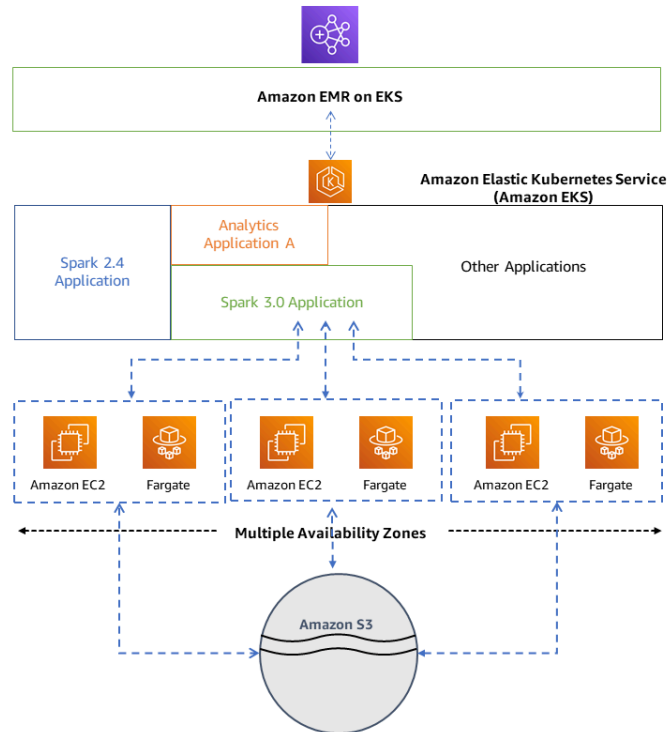 Amazon EMR on EKS
K
Amazon Elastic Kubernetes Service
(Amazon EKS)
Spark 2.4
Application
Analytics
Application A
Spark 3.0 Application
Other Applications
Amazon EC2
Fargate
Amazon EC2
Fargate
Amazon EC2
Fargate
Multiple Availability Zones
Amazon S3